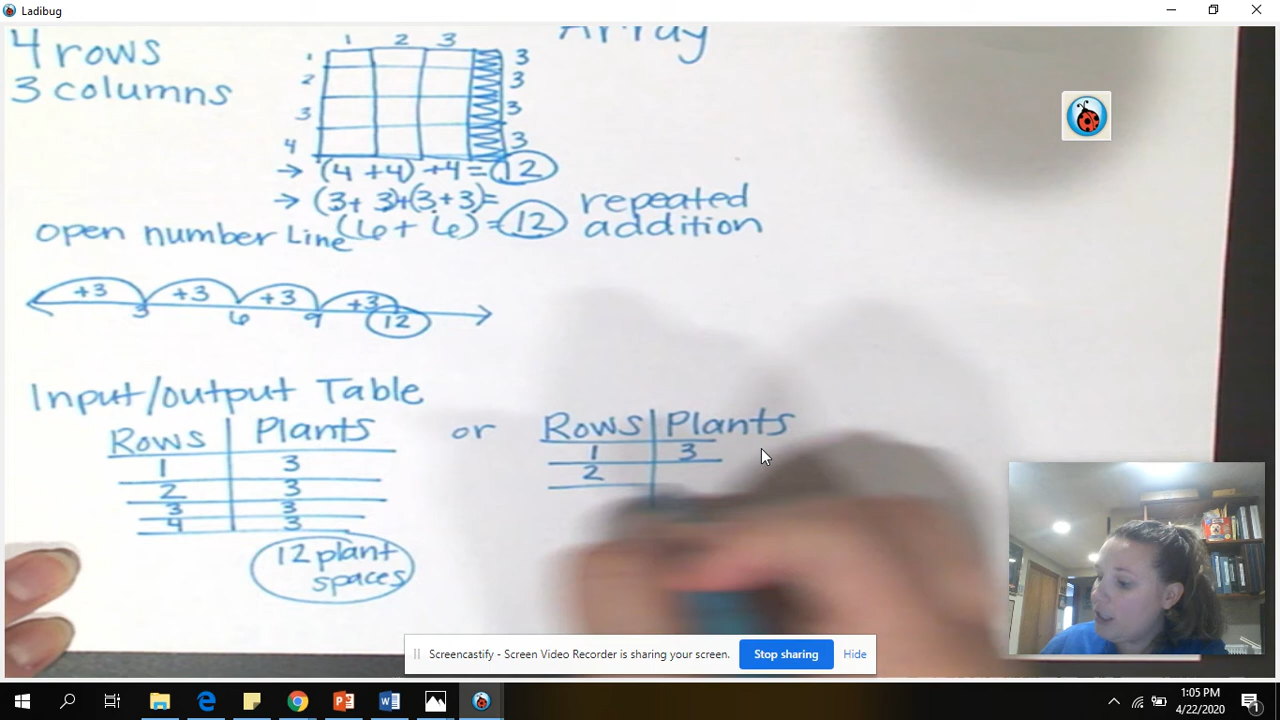 Ladibug
Array
4 rows
3 columns
1 2 3
1 3
2 3
3 3
4 3
→ (4 + 4) + 4 = 12
→ (3 + 3) + (3 + 3) =
(6 + 6) = 12
repeated
addition
open number Line
+3 +3 +3 +3
3 6 9 12
Input/output Table
Rows Plants
1 3
2 3
3 3
4 3
12 plant
spaces
or
Rows Plants
1 3
2
Screencastify - Screen Video Recorder is sharing your screen. Stop sharing Hide
1:05 PM
4/22/2020
1